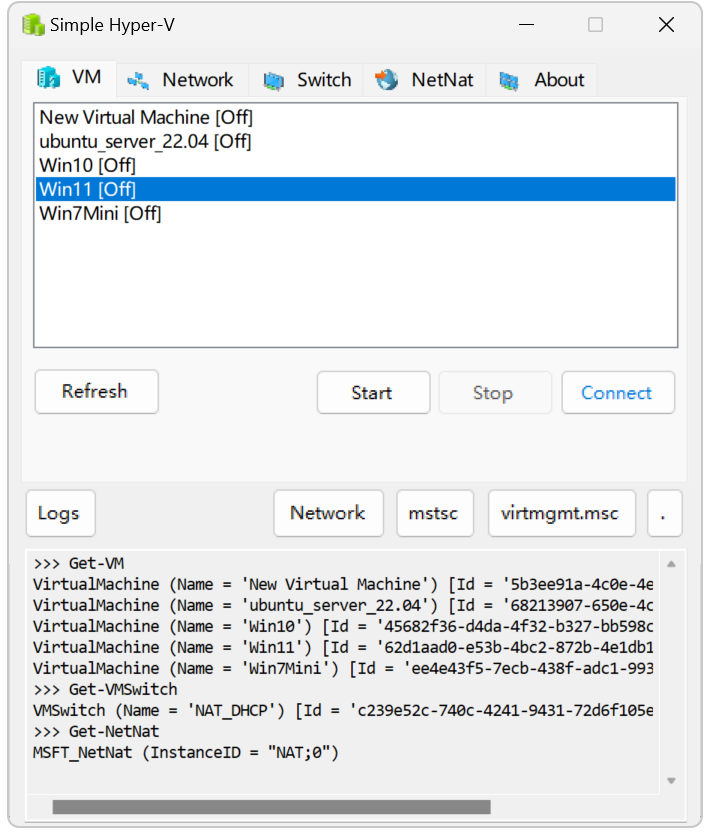 Simple Hyper-V
VM Network Switch NetNat About
New Virtual Machine [Off]
ubuntu_server_22.04 [Off]
Win10 [Off]
Win11 [Off]
Win7Mini [Off]
Refresh Start Stop Connect
Logs Network mstsc virtmgmt.msc .
>>> Get-VM
VirtualMachine (Name = 'New Virtual Machine') [Id = '5b3ee91a-4c0e-4e
VirtualMachine (Name = 'ubuntu_server_22.04') [Id = '68213907-650e-4c
VirtualMachine (Name = 'Win10') [Id = '45682f36-d4da-4f32-b327-bb598c
VirtualMachine (Name = 'Win11') [Id = '62d1aad0-e53b-4bc2-872b-4e1db1
VirtualMachine (Name = 'Win7Mini') [Id = 'ee4e43f5-7ecb-438f-adc1-993
>>> Get-VMSwitch
VMSwitch (Name = 'NAT_DHCP') [Id = 'c239e52c-740c-4241-9431-72d6f105e
>>> Get-NetNat
MSFT_NetNat (InstanceID = "NAT;0")